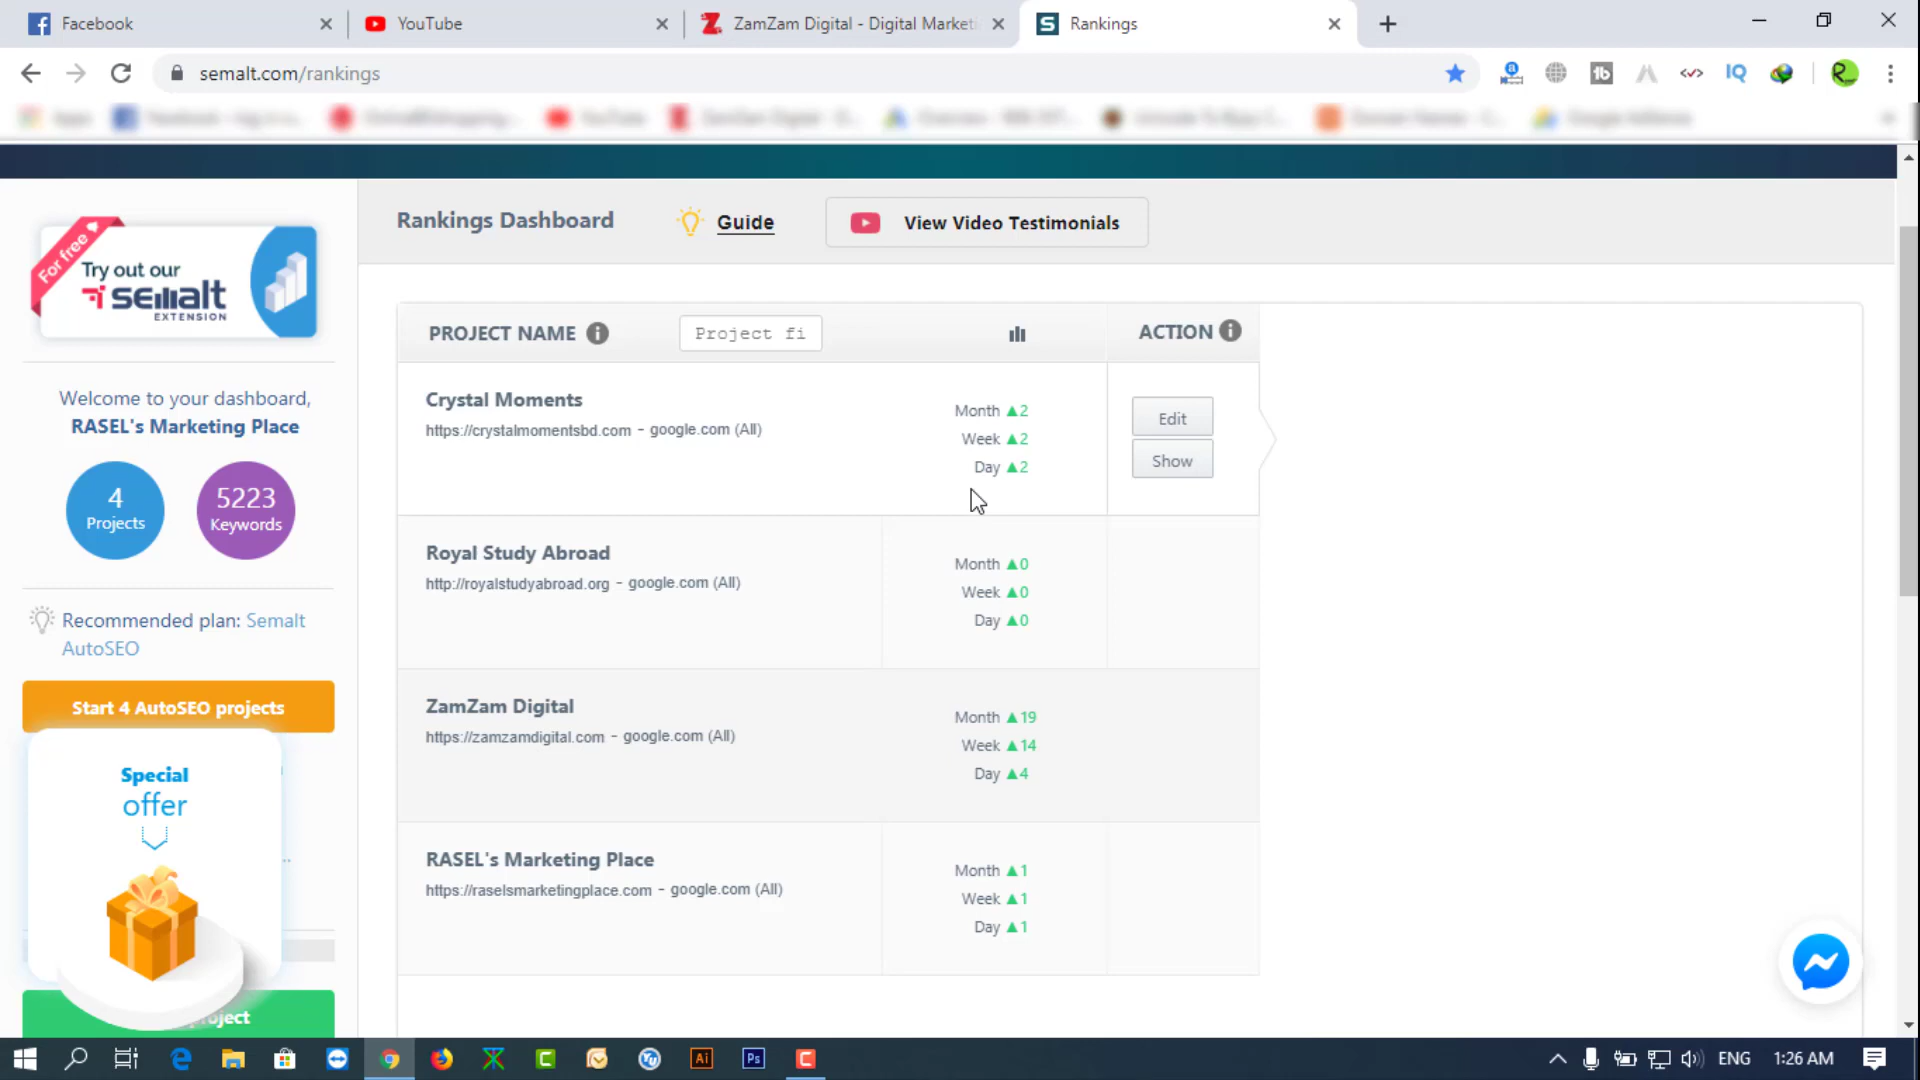 Facebook
YouTube
ZamZam Digital - Digital Marketi
Rankings
semalt.com/rankings
Rankings Dashboard
Guide
View Video Testimonials
For free
Try out our
semalt
EXTENSION
Welcome to your dashboard,
RASEL's Marketing Place
4
Projects
5223
Keywords
Recommended plan: Semalt
AutoSEO
Start 4 AutoSEO projects
Special
offer
PROJECT NAME
Project fi
ACTION
Crystal Moments
https://crystalmomentsbd.com - google.com (All)
Month ▲2
Week ▲2
Day ▲2
Edit
Show
Royal Study Abroad
http://royalstudyabroad.org - google.com (All)
Month ▲0
Week ▲0
Day ▲0
ZamZam Digital
https://zamzamdigital.com - google.com (All)
Month ▲19
Week ▲14
Day ▲4
RASEL's Marketing Place
https://raselsmarketingplace.com - google.com (All)
Month ▲1
Week ▲1
Day ▲1
ENG
1:26 AM